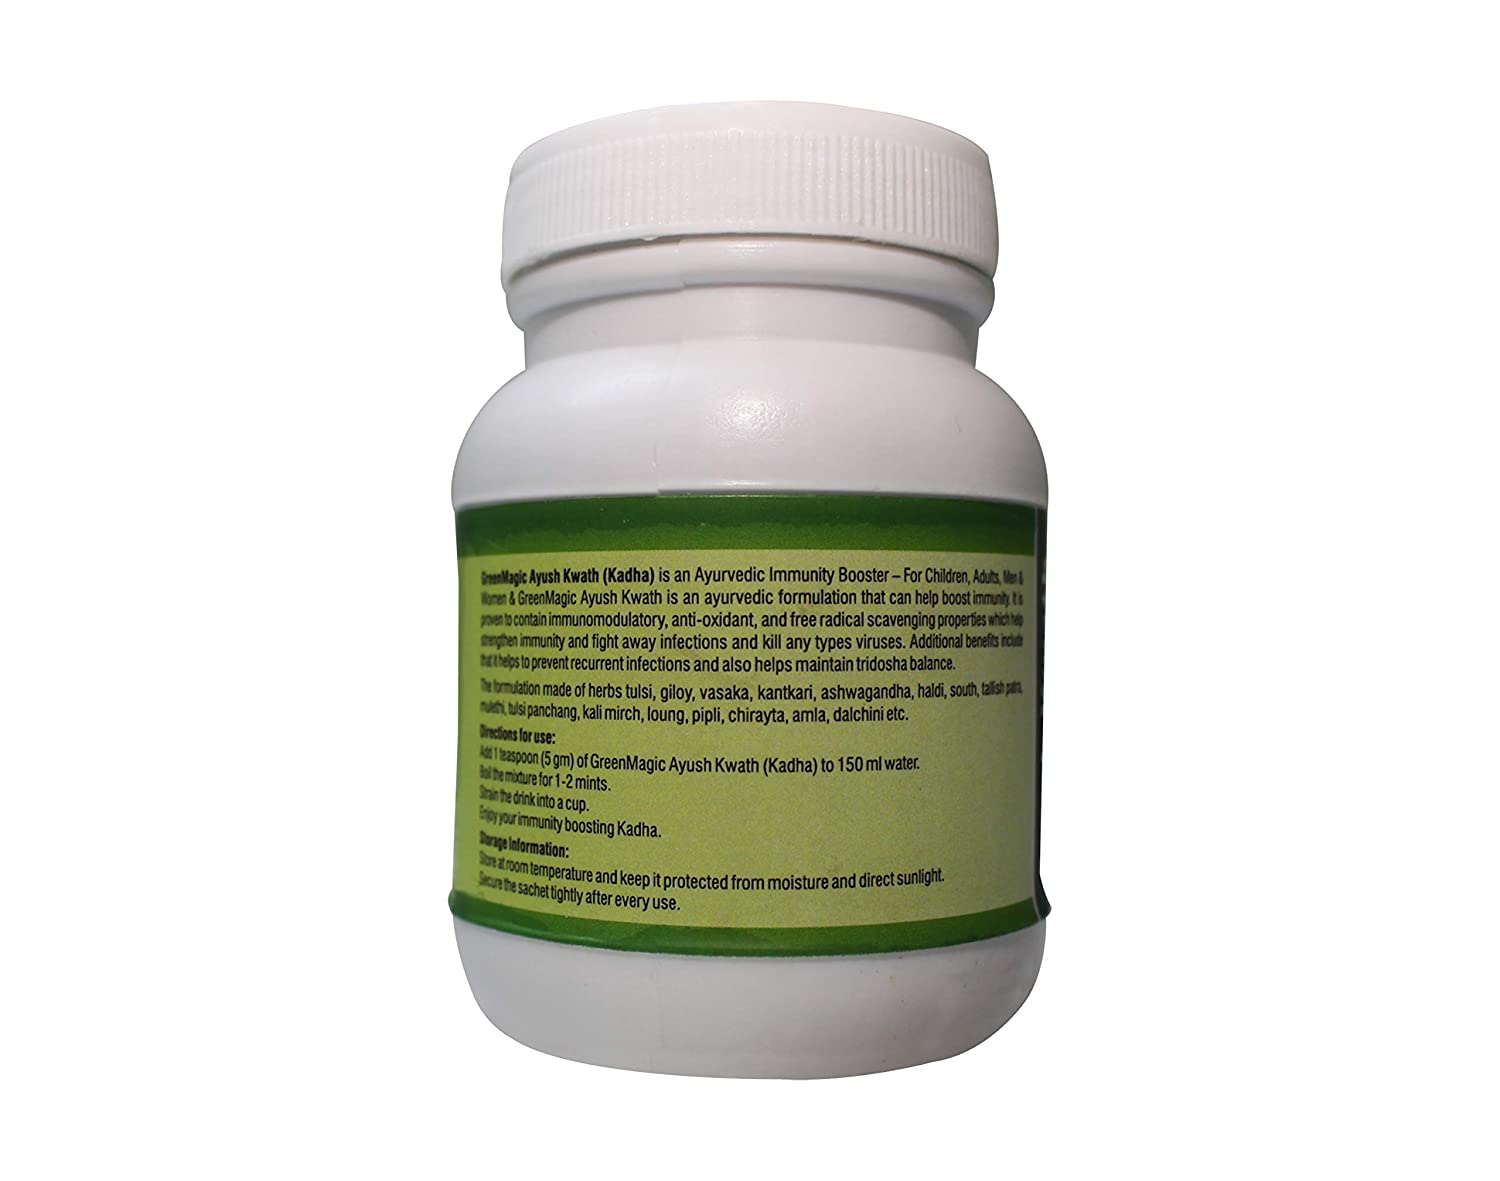 GreenMagic Ayush Kwath (Kadha) is an Ayurvedic Immunity Booster – For Children, Adults, Men &
Women & GreenMagic Ayush Kwath is an ayurvedic formulation that can help boost immunity. It is
proven to contain immunomodulatory, anti-oxidant, and free radical scavenging properties which help
strengthen immunity and fight away infections and kill any types viruses. Additional benefits include
that it helps to prevent recurrent infections and also helps maintain tridosha balance.
The formulation made of herbs tulsi, giloy, vasaka, kantkari, ashwagandha, haldi, south, tallish patra,
mulethi, tulsi panchang, kali mirch, loung, pipli, chirayta, amla, dalchini etc.
Directions for use:
Add 1 teaspoon (5 gm) of GreenMagic Ayush Kwath (Kadha) to 150 ml water.
Boil the mixture for 1-2 mints.
Strain the drink into a cup.
Enjoy your immunity boosting Kadha.
Storage Information:
Store at room temperature and keep it protected from moisture and direct sunlight.
Secure the sachet tightly after every use.